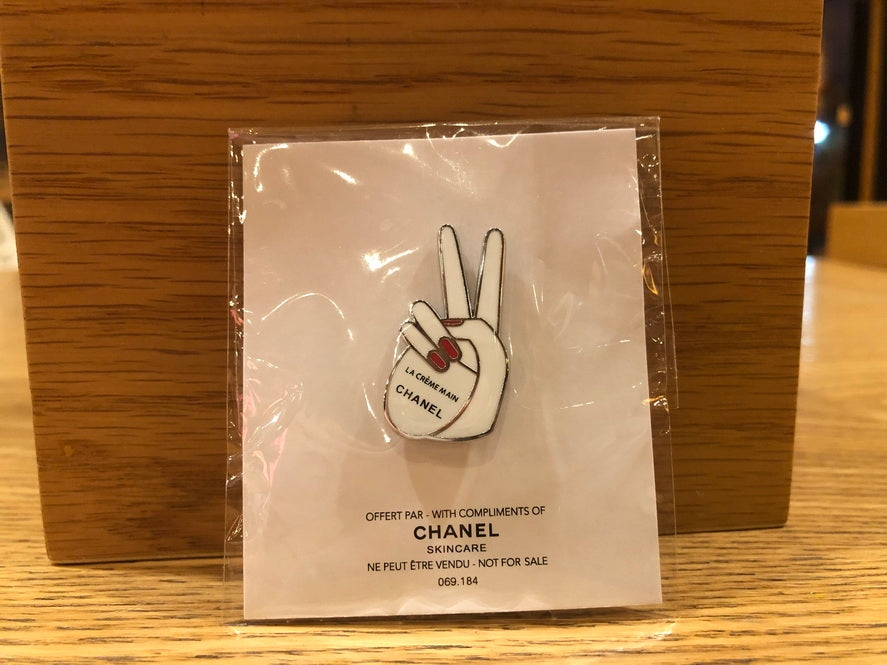 LA CRÈME MAIN
CHANEL
OFFERT PAR - WITH COMPLIMENTS OF
CHANEL
SKINCARE
NE PEUT ÊTRE VENDU - NOT FOR SALE
069.184